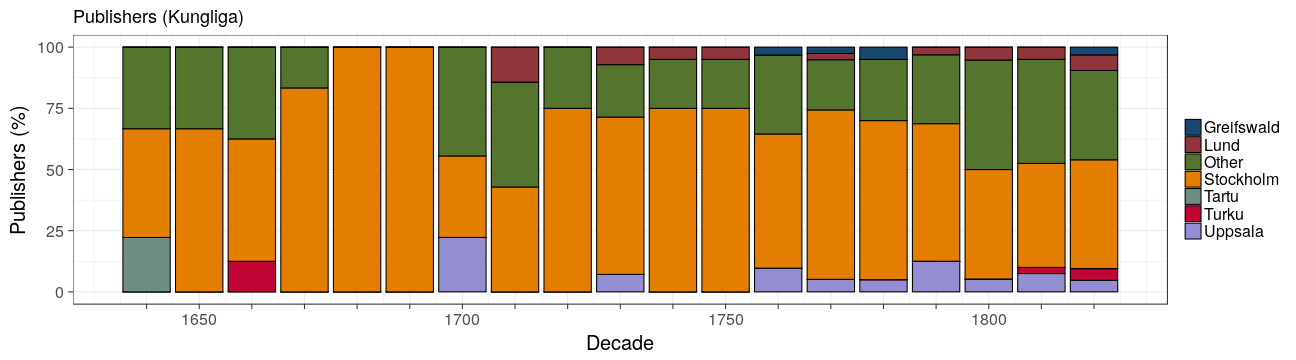 Publishers (Kungliga)
Publishers (%)
100
75
50
25
0
1650
1700
1750
1800
Decade
Greifswald
Lund
Other
Stockholm
Tartu
Turku
Uppsala